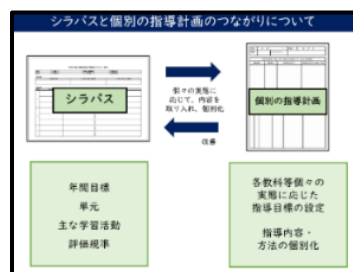 シラバスと個別の指導計画のつながりについて
シラバス
個々の実態に
応じて、内容を
取り入れ、個別化
改善
個別の指導計画
年間目標
単元
主な学習活動
評価規準
各教科等個々の
実態に応じた
指導目標の設定
指導内容・
方法の個別化